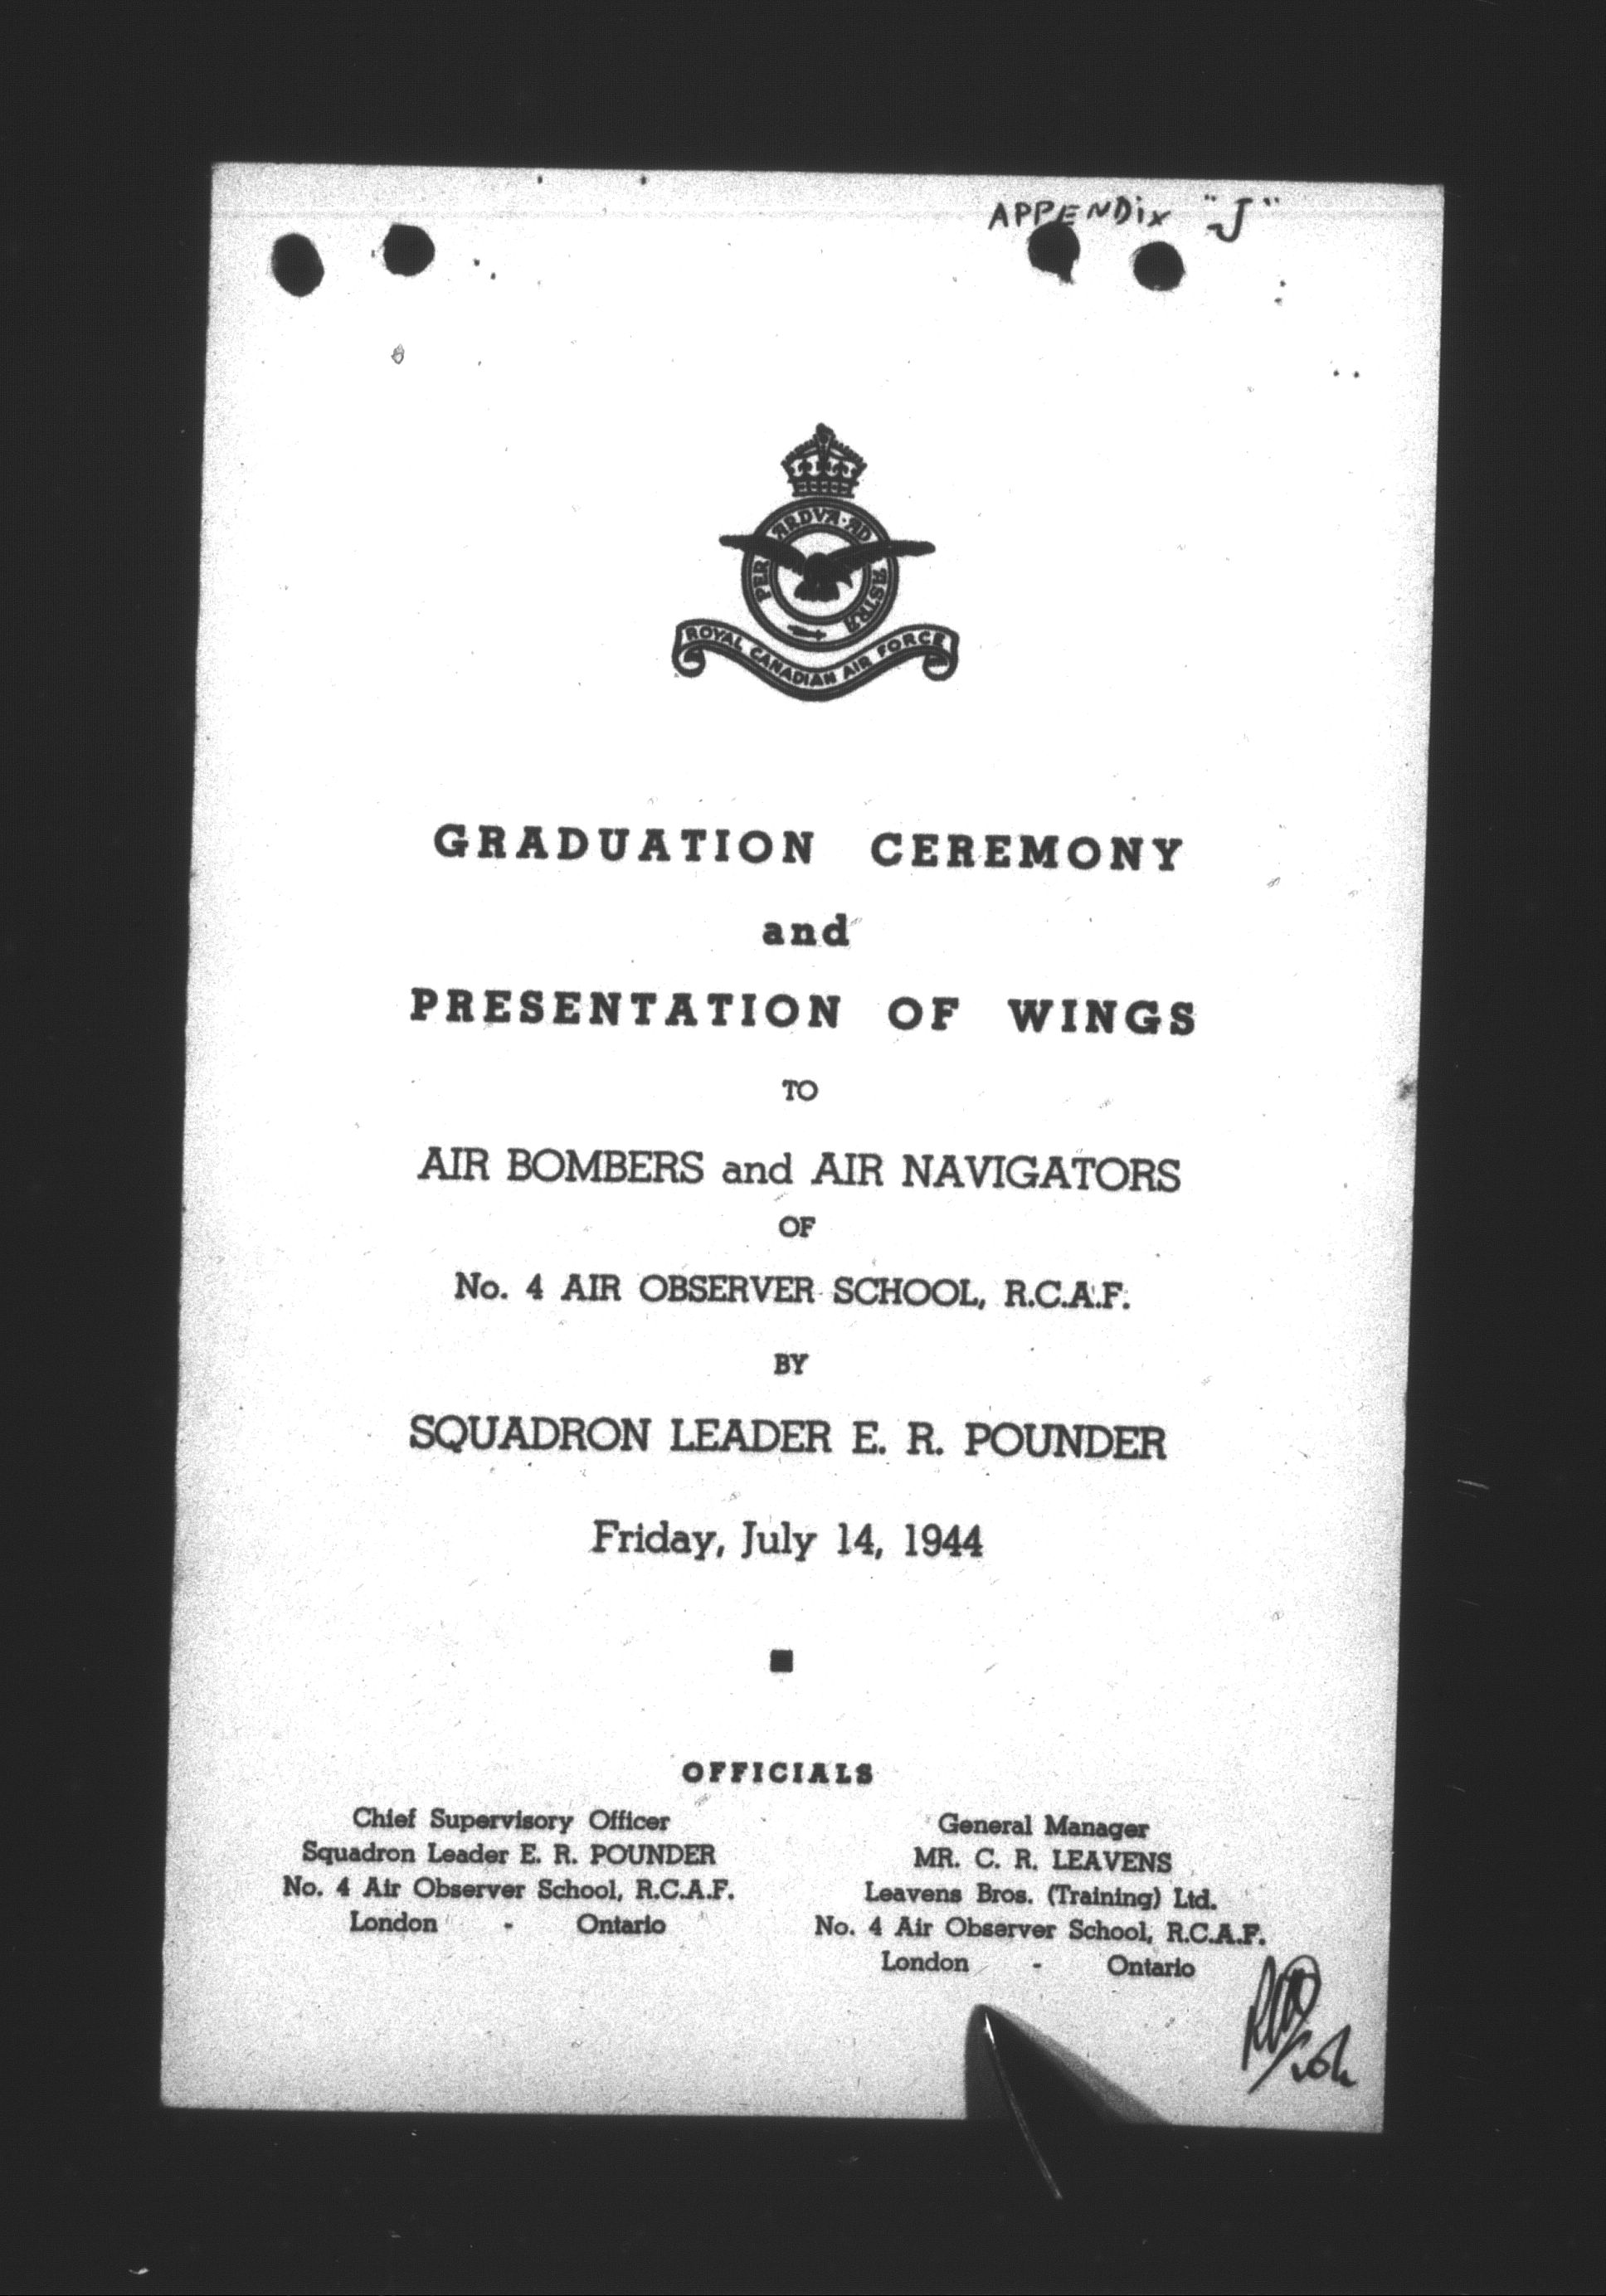 APPENDIX "J"
PER ARDVA AD ASTRA
ROYAL CANADIAN AIR FORCE
GRADUATION CEREMONY
and
PRESENTATION OF WINGS
TO
AIR BOMBERS and AIR NAVIGATORS
OF
No. 4 AIR OBSERVER SCHOOL, R.C.A.F.
BY
SQUADRON LEADER E. R. POUNDER
Friday, July 14, 1944
OFFICIALS
Chief Supervisory Officer
Squadron Leader E. R. POUNDER
No. 4 Air Observer School, R.C.A.F.
London - Ontario
General Manager
MR. C. R. LEAVENS
Leavens Bros. (Training) Ltd.
No. 4 Air Observer School, R.C.A.F.
London - Ontario